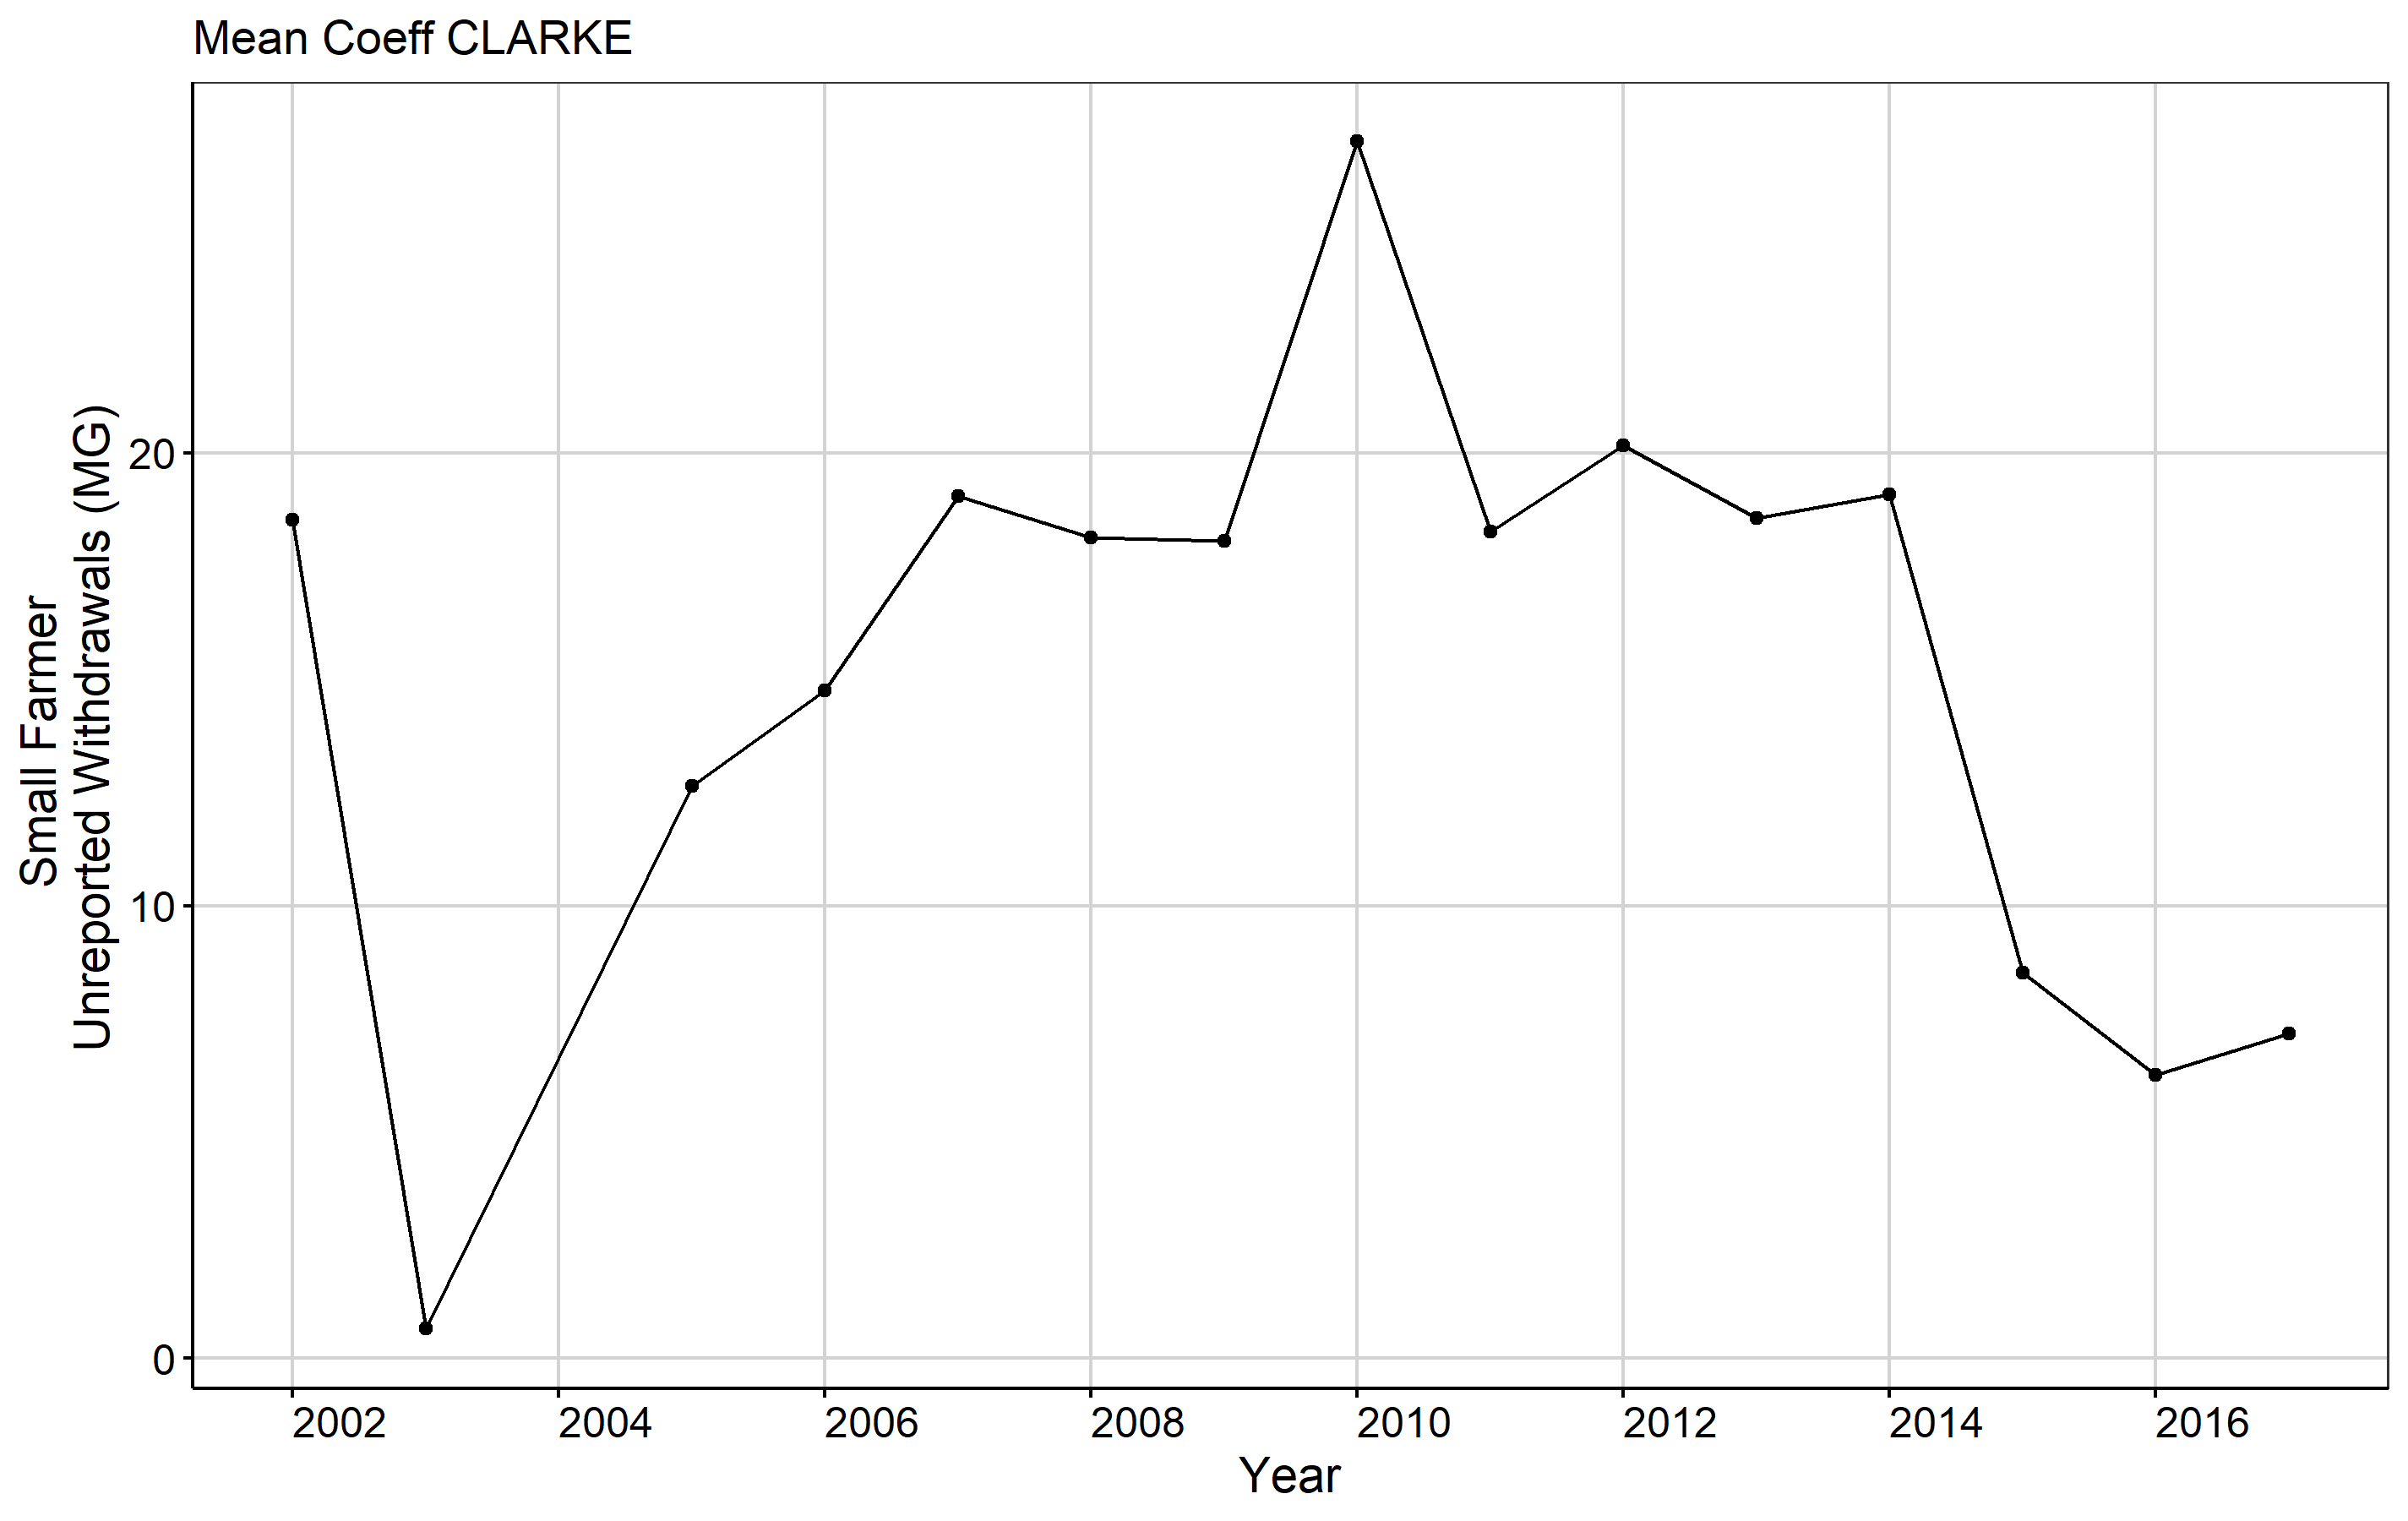 Mean Coeff CLARKE
Small Farmer
Unreported Withdrawals (MG)
20
10
0
2002 2004 2006 2008 2010 2012 2014 2016
Year